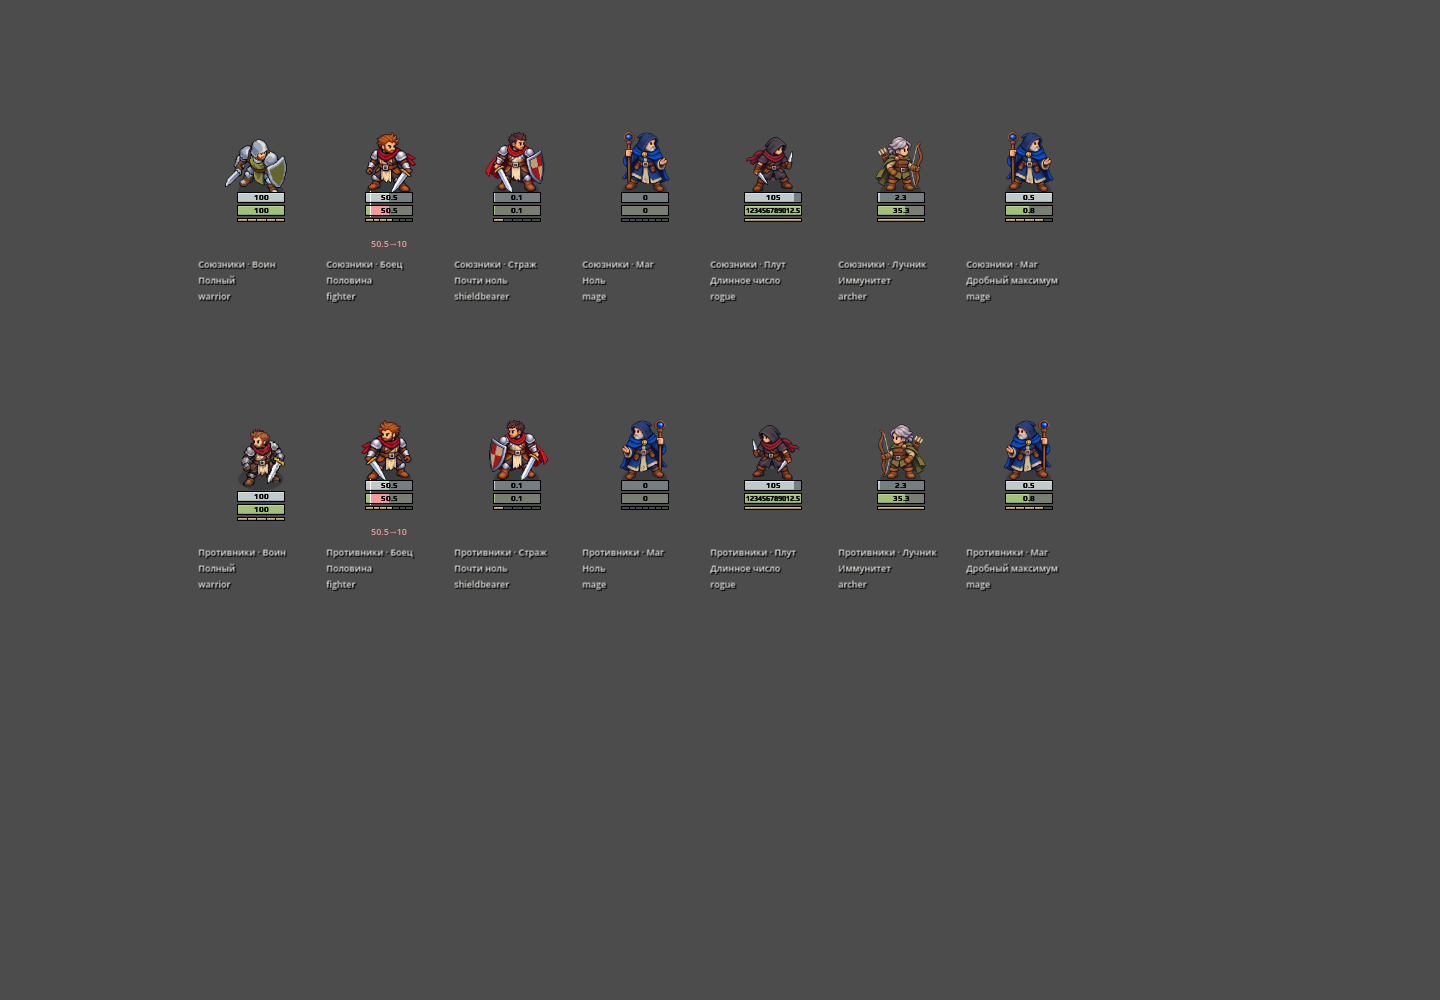 100 50.5 0.1 0 105 2.3 0.5
100 50.5 0.1 0 123456789012.5 35.3 0.8
50.5→10
Союзники · Воин Союзники · Боец Союзники · Страж Союзники · Маг Союзники · Плут Союзники · Лучник Союзники · Маг
Полный Половина Почти ноль Ноль Длинное число Иммунитет Дробный максимум
warrior fighter shieldbearer mage rogue archer mage
100 50.5 0.1 0 105 2.3 0.5
100 50.5 0.1 0 123456789012.5 35.3 0.8
50.5→10
Противники · Воин Противники · Боец Противники · Страж Противники · Маг Противники · Плут Противники · Лучник Противники · Маг
Полный Половина Почти ноль Ноль Длинное число Иммунитет Дробный максимум
warrior fighter shieldbearer mage rogue archer mage